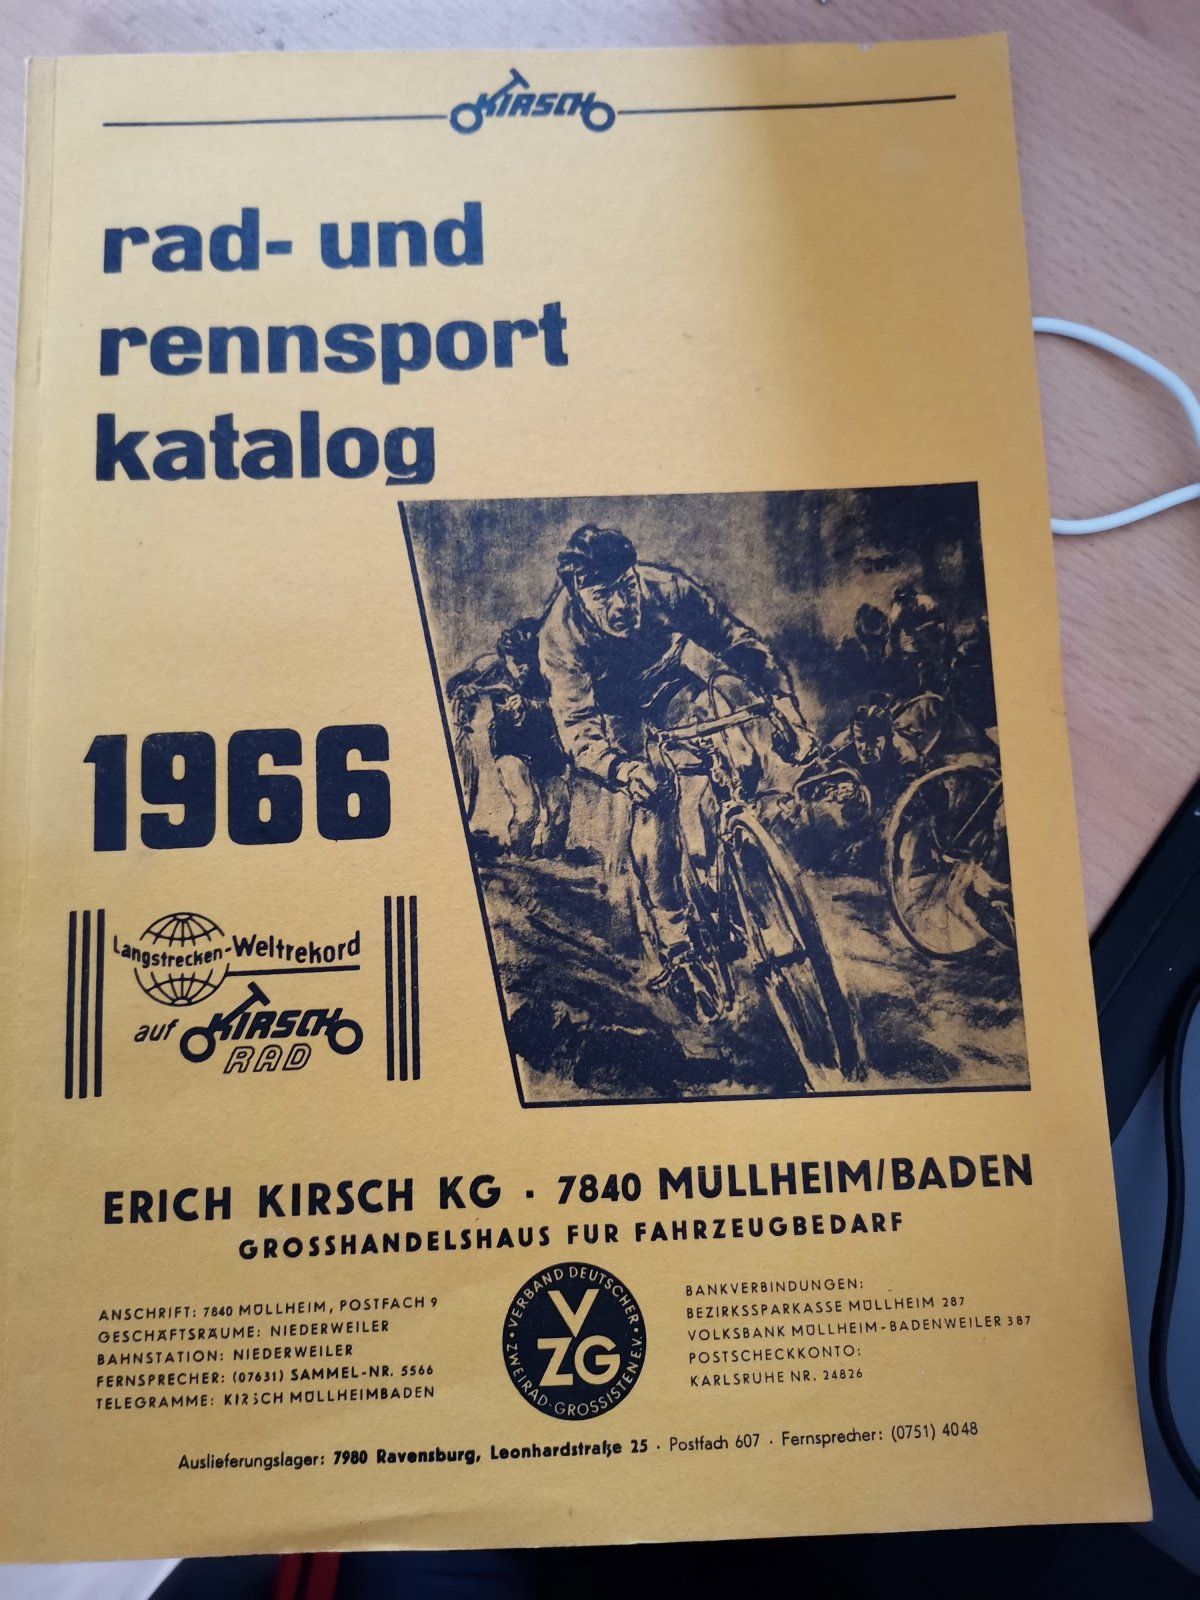 KIRSCH
rad- und
rennsport
katalog
1966
Langstrecken-Weltrekord
auf KIRSCH
RAD
ERICH KIRSCH KG · 7840 MÜLLHEIM/BADEN
GROSSHANDELSHAUS FUR FAHRZEUGBEDARF
ANSCHRIFT: 7840 MÜLLHEIM, POSTFACH 9
GESCHÄFTSRÄUME: NIEDERWEILER
BAHNSTATION: NIEDERWEILER
FERNSPRECHER: (07631) SAMMEL-NR. 5566
TELEGRAMME: KIRSCH MÜLLHEIMBADEN
VERBAND DEUTSCHER
V
ZG
ZWEIRAD-GROSSISTEN E.V.
BANKVERBINDUNGEN:
BEZIRKSSPARKASSE MÜLLHEIM 287
VOLKSBANK MÜLLHEIM-BADENWEILER 387
POSTSCHECKKONTO:
KARLSRUHE NR. 24826
Auslieferungslager: 7980 Ravensburg, Leonhardstraße 25 · Postfach 607 · Fernsprecher: (0751) 4048